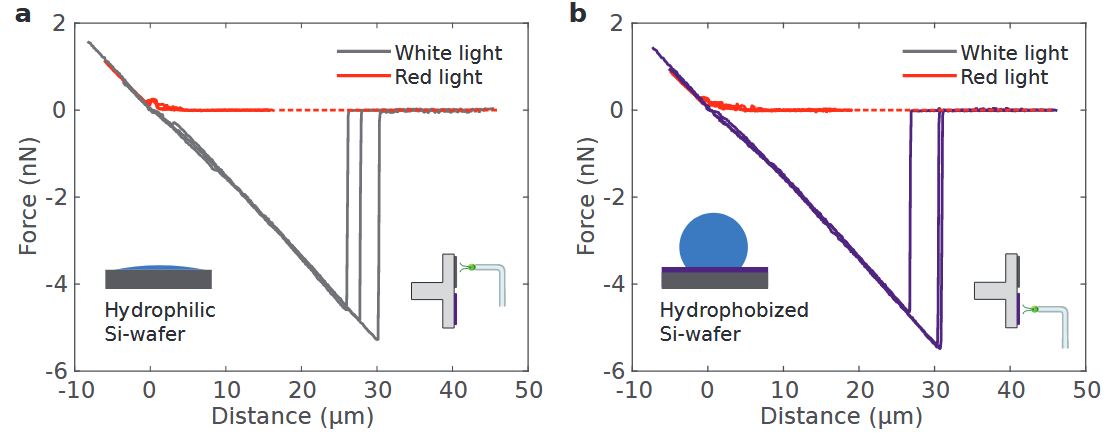 a
2
0
-2
-4
-6
Force (nN)
White light
Red light
Hydrophilic
Si-wafer
-10 0 10 20 30 40 50
Distance (μm)
b
2
0
-2
-4
-6
Force (nN)
White light
Red light
Hydrophobized
Si-wafer
-10 0 10 20 30 40 50
Distance (μm)